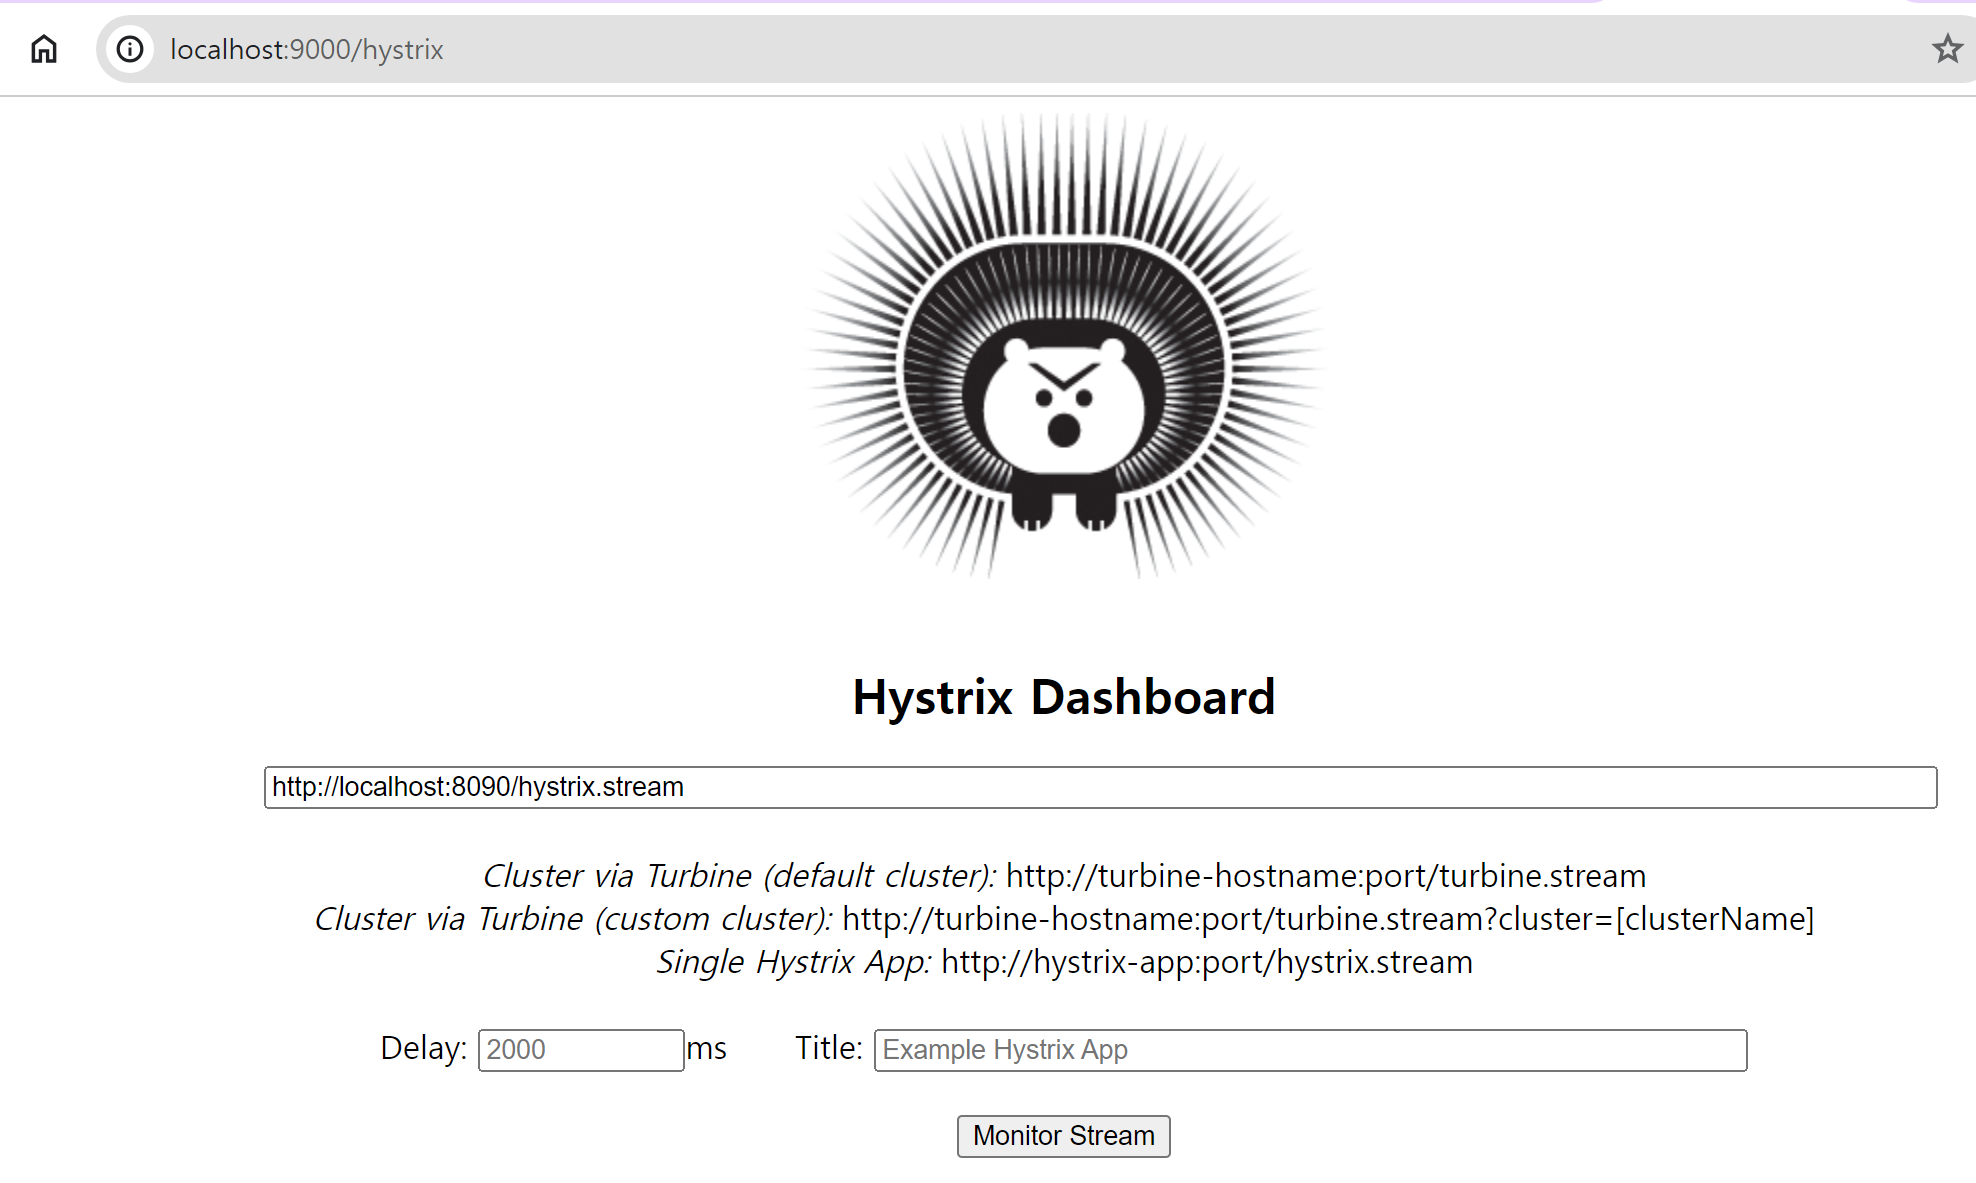 localhost:9000/hystrix
Hystrix Dashboard
http://localhost:8090/hystrix.stream
Cluster via Turbine (default cluster): http://turbine-hostname:port/turbine.stream
Cluster via Turbine (custom cluster): http://turbine-hostname:port/turbine.stream?cluster=[clusterName]
Single Hystrix App: http://hystrix-app:port/hystrix.stream
Delay: 2000 ms Title: Example Hystrix App
Monitor Stream